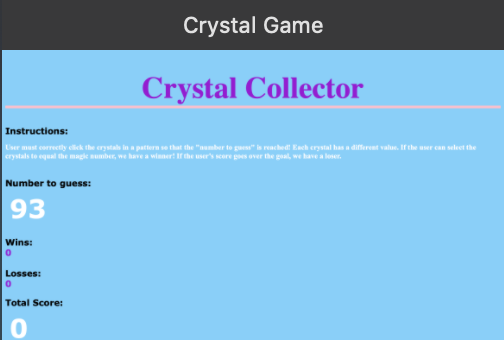 Crystal Game
Crystal Collector
Instructions:
User must correctly click the crystals in a pattern so that the "number to guess" is reached! Each crystal has a different value. If the user can select the
crystals to equal the magic number, we have a winner! If the user's score goes over the goal, we have a loser.
Number to guess:
93
Wins:
0
Losses:
0
Total Score:
0